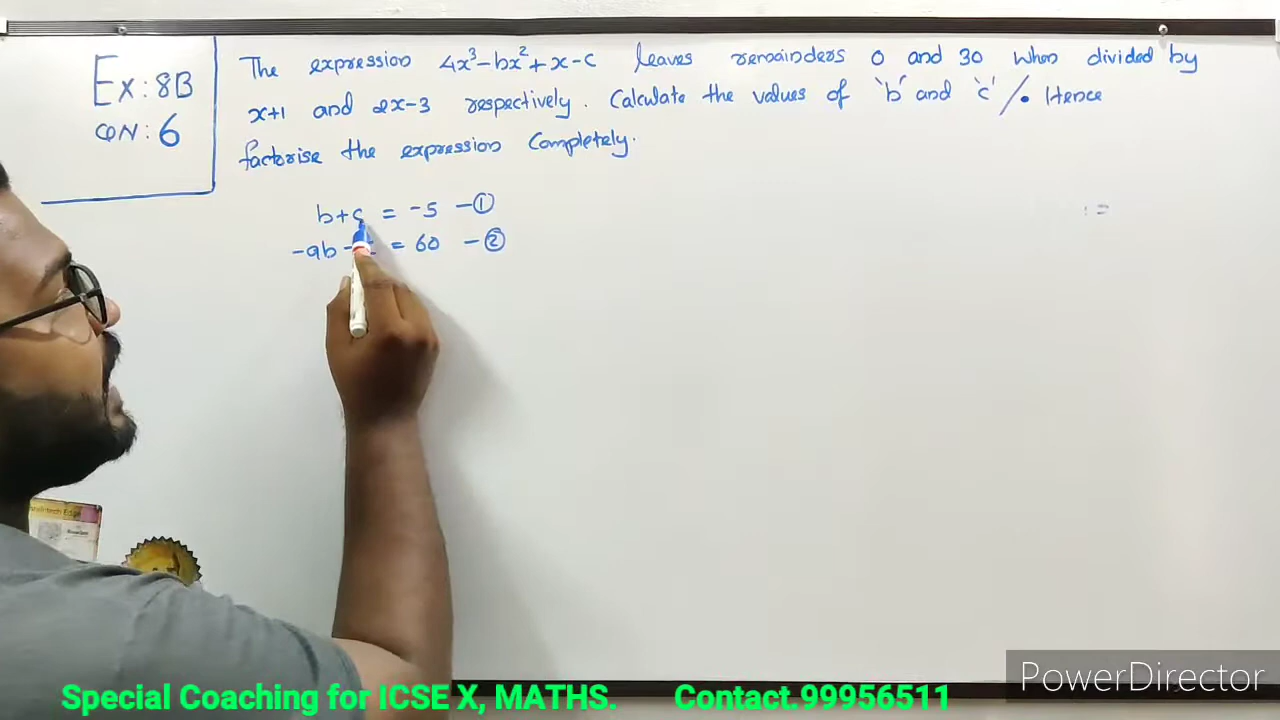 Ex: 8B
QN: 6
The expression 4x³-bx²+x-c leaves remainders 0 and 30 when divided by
x+1 and 2x-3 respectively. Calculate the values of 'b' and 'c' /. Hence
factorise the expression Completely.
b+c = -5 -①
-9b - = 60 -②
PowerDirector
Special Coaching for ICSE X, MATHS. Contact.99956511